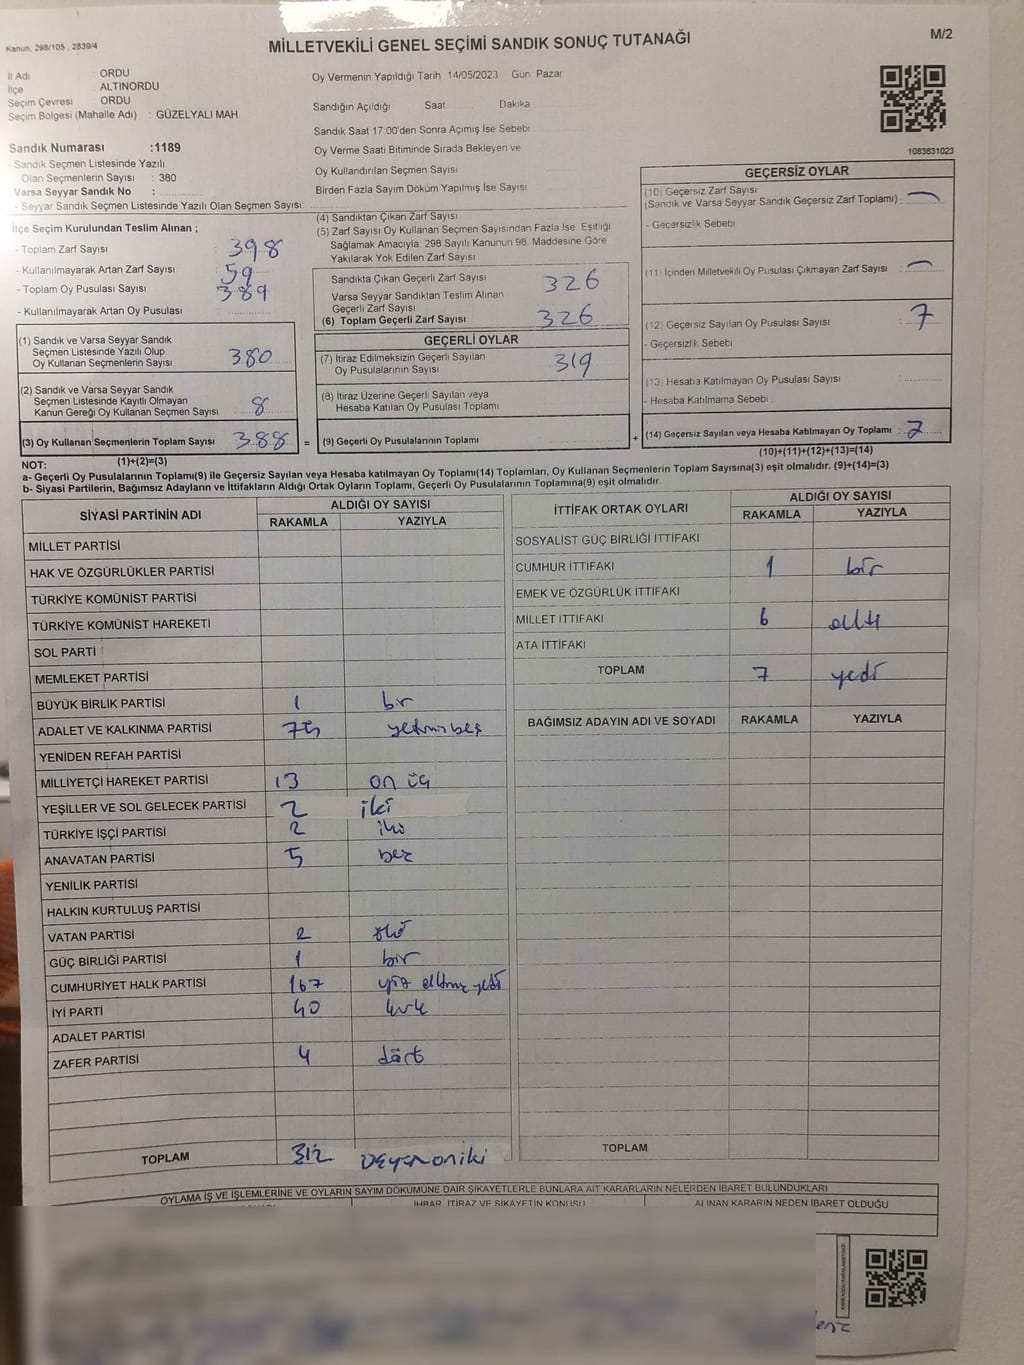 Kanun; 298/105 , 2839/4
MİLLETVEKİLİ GENEL SEÇİMİ SANDIK SONUÇ TUTANAĞI
M/2
İl Adı ORDU
İlçe ALTINORDU
Seçim Çevresi ORDU
Seçim Bölgesi (Mahalle Adı) : GÜZELYALI MAH.
Oy Vermenin Yapıldığı Tarih 14/05/2023 Gün Pazar
Sandığın Açıldığı Saat Dakika
Sandık Saat 17:00'den Sonra Açımış İse Sebebi
Oy Verme Saati Bitiminde Sırada Bekleyen ve
Oy Kullandırılan Seçmen Sayısı
Birden Fazla Sayım Döküm Yapılmış İse Sayısı
1083831023
Sandık Numarası :1189
- Sandık Seçmen Listesinde Yazılı
Olan Seçmenlerin Sayısı : 380
Varsa Seyyar Sandık No :
- Seyyar Sandık Seçmen Listesinde Yazılı Olan Seçmen Sayısı:
İlçe Seçim Kurulundan Teslim Alınan ;
- Toplam Zarf Sayısı 398
- Kullanılmayarak Artan Zarf Sayısı 59
- Toplam Oy Pusulası Sayısı 389
- Kullanılmayarak Artan Oy Pusulası
(1) Sandık ve Varsa Seyyar Sandık
Seçmen Listesinde Yazılı Olup
Oy Kullanan Seçmenlerin Sayısı 380
(2) Sandık ve Varsa Seyyar Sandık
Seçmen Listesinde Kayıtlı Olmayan
Kanun Gereği Oy Kullanan Seçmen Sayısı 8
(3) Oy Kullanan Seçmenlerin Toplam Sayısı 388 =
(1)+(2)=(3)
(4) Sandıktan Çıkan Zarf Sayısı
(5) Zarf Sayısı Oy Kullanan Seçmen Sayısından Fazla İse, Eşitliği
Sağlamak Amacıyla, 298 Sayılı Kanunun 98. Maddesine Göre
Yakılarak Yok Edilen Zarf Sayısı
Sandıkta Çıkan Geçerli Zarf Sayısı 326
Varsa Seyyar Sandıktan Teslim Alınan
Geçerli Zarf Sayısı
(6) Toplam Geçerli Zarf Sayısı 326
GEÇERLİ OYLAR
(7) İtiraz Edilmeksizin Geçerli Sayılan
Oy Pusulalarının Sayısı 319
(8) İtiraz Üzerine Geçerli Sayılan veya
Hesaba Katılan Oy Pusulası Toplamı
(9) Geçerli Oy Pusulalarının Toplamı +
GEÇERSİZ OYLAR
(10) Geçersiz Zarf Sayısı
(Sandık ve Varsa Seyyar Sandık Geçersiz Zarf Toplamı) :
- Geçersizlik Sebebi
(11) İçinden Milletvekili Oy Pusulası Çıkmayan Zarf Sayısı :
(12) Geçersiz Sayılan Oy Pusulası Sayısı : 7
- Geçersizlik Sebebi
(13) Hesaba Katılmayan Oy Pusulası Sayısı :
- Hesaba Katılmama Sebebi
(14) Geçersiz Sayılan veya Hesaba Katılmayan Oy Toplamı : 7
(10)+(11)+(12)+(13)=(14)
NOT:
a- Geçerli Oy Pusulalarının Toplamı(9) ile Geçersiz Sayılan veya Hesaba katılmayan Oy Toplamı(14) Toplamları, Oy Kullanan Seçmenlerin Toplam Sayısına(3) eşit olmalıdır. (9)+(14)=(3)
b- Siyasi Partilerin, Bağımsız Adayların ve İttifakların Aldığı Ortak Oyların Toplamı, Geçerli Oy Pusulalarının Toplamına(9) eşit olmalıdır.
SİYASİ PARTİNİN ADI ALDIĞI OY SAYISI
RAKAMLA YAZIYLA
MİLLET PARTİSİ
HAK VE ÖZGÜRLÜKLER PARTİSİ
TÜRKİYE KOMÜNİST PARTİSİ
TÜRKİYE KOMÜNİST HAREKETİ
SOL PARTİ
MEMLEKET PARTİSİ
BÜYÜK BİRLİK PARTİSİ 1 bir
ADALET VE KALKINMA PARTİSİ 75 yetmişbeş
YENİDEN REFAH PARTİSİ
MİLLİYETÇİ HAREKET PARTİSİ 13 on üç
YEŞİLLER VE SOL GELECEK PARTİSİ 2 iki
TÜRKİYE İŞÇİ PARTİSİ 2 iki
ANAVATAN PARTİSİ 5 beş
YENİLİK PARTİSİ
HALKIN KURTULUŞ PARTİSİ
VATAN PARTİSİ 2 iki
GÜÇ BİRLİĞİ PARTİSİ 1 bir
CUMHURİYET HALK PARTİSİ 167 yüz altmış yedi
İYİ PARTİ 40 kırk
ADALET PARTİSİ
ZAFER PARTİSİ 4 dört
TOPLAM 312 üçyüzoniki
İTTİFAK ORTAK OYLARI ALDIĞI OY SAYISI
RAKAMLA YAZIYLA
SOSYALİST GÜÇ BİRLİĞİ İTTİFAKI
CUMHUR İTTİFAKI 1 bir
EMEK VE ÖZGÜRLÜK İTTİFAKI
MİLLET İTTİFAKI 6 altı
ATA İTTİFAKI
TOPLAM 7 yedi
BAĞIMSIZ ADAYIN ADI VE SOYADI RAKAMLA YAZIYLA
TOPLAM
OYLAMA İŞ VE İŞLEMLERİNE VE OYLARIN SAYIM DÖKÜMÜNE DAİR ŞİKAYETLERLE BUNLARA AİT KARARLARIN NELERDEN İBARET BULUNDUKLARI
İHBAR, İTİRAZ VE ŞİKAYETİN KONUSU ALINAN KARARIN NEDEN İBARET OLDUĞU